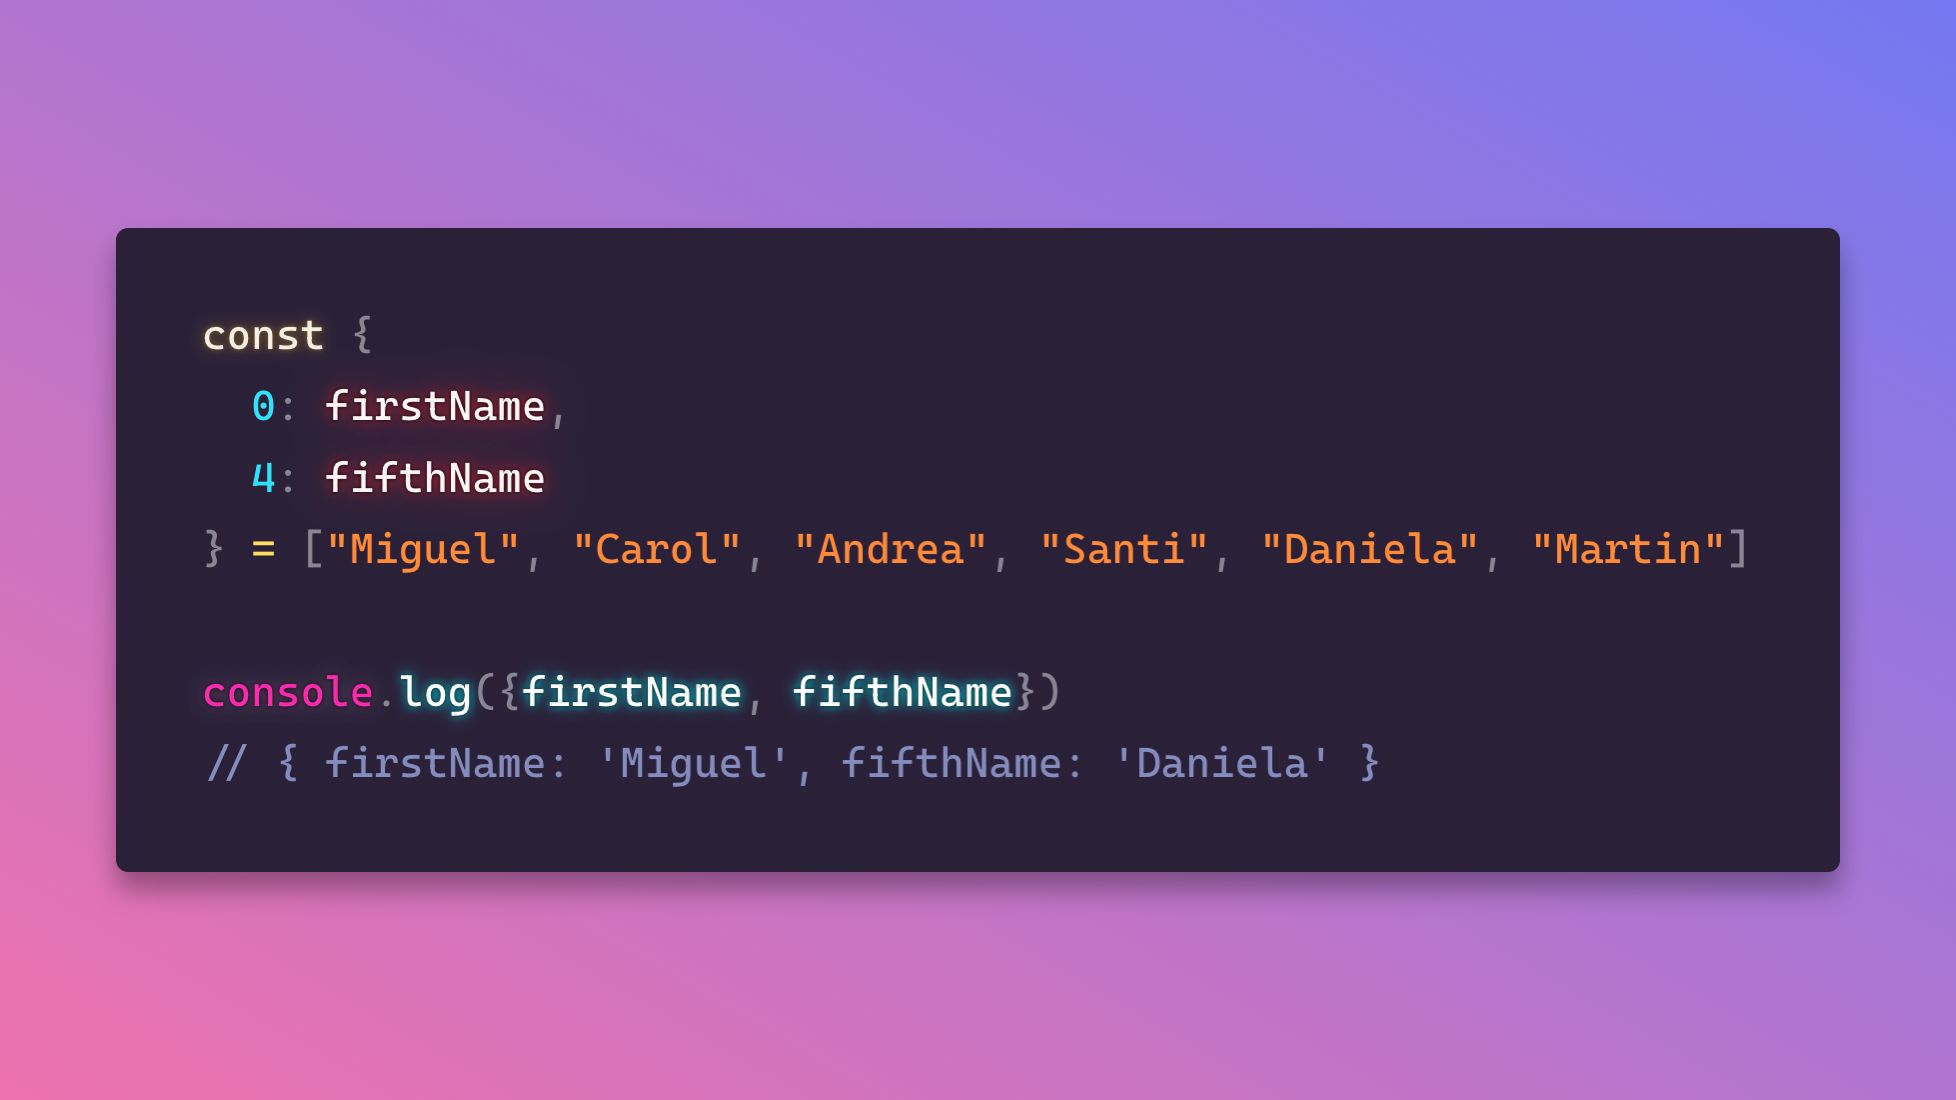 const {
  0: firstName,
  4: fifthName
} = ["Miguel", "Carol", "Andrea", "Santi", "Daniela", "Martin"]
console.log({firstName, fifthName})
// { firstName: 'Miguel', fifthName: 'Daniela' }